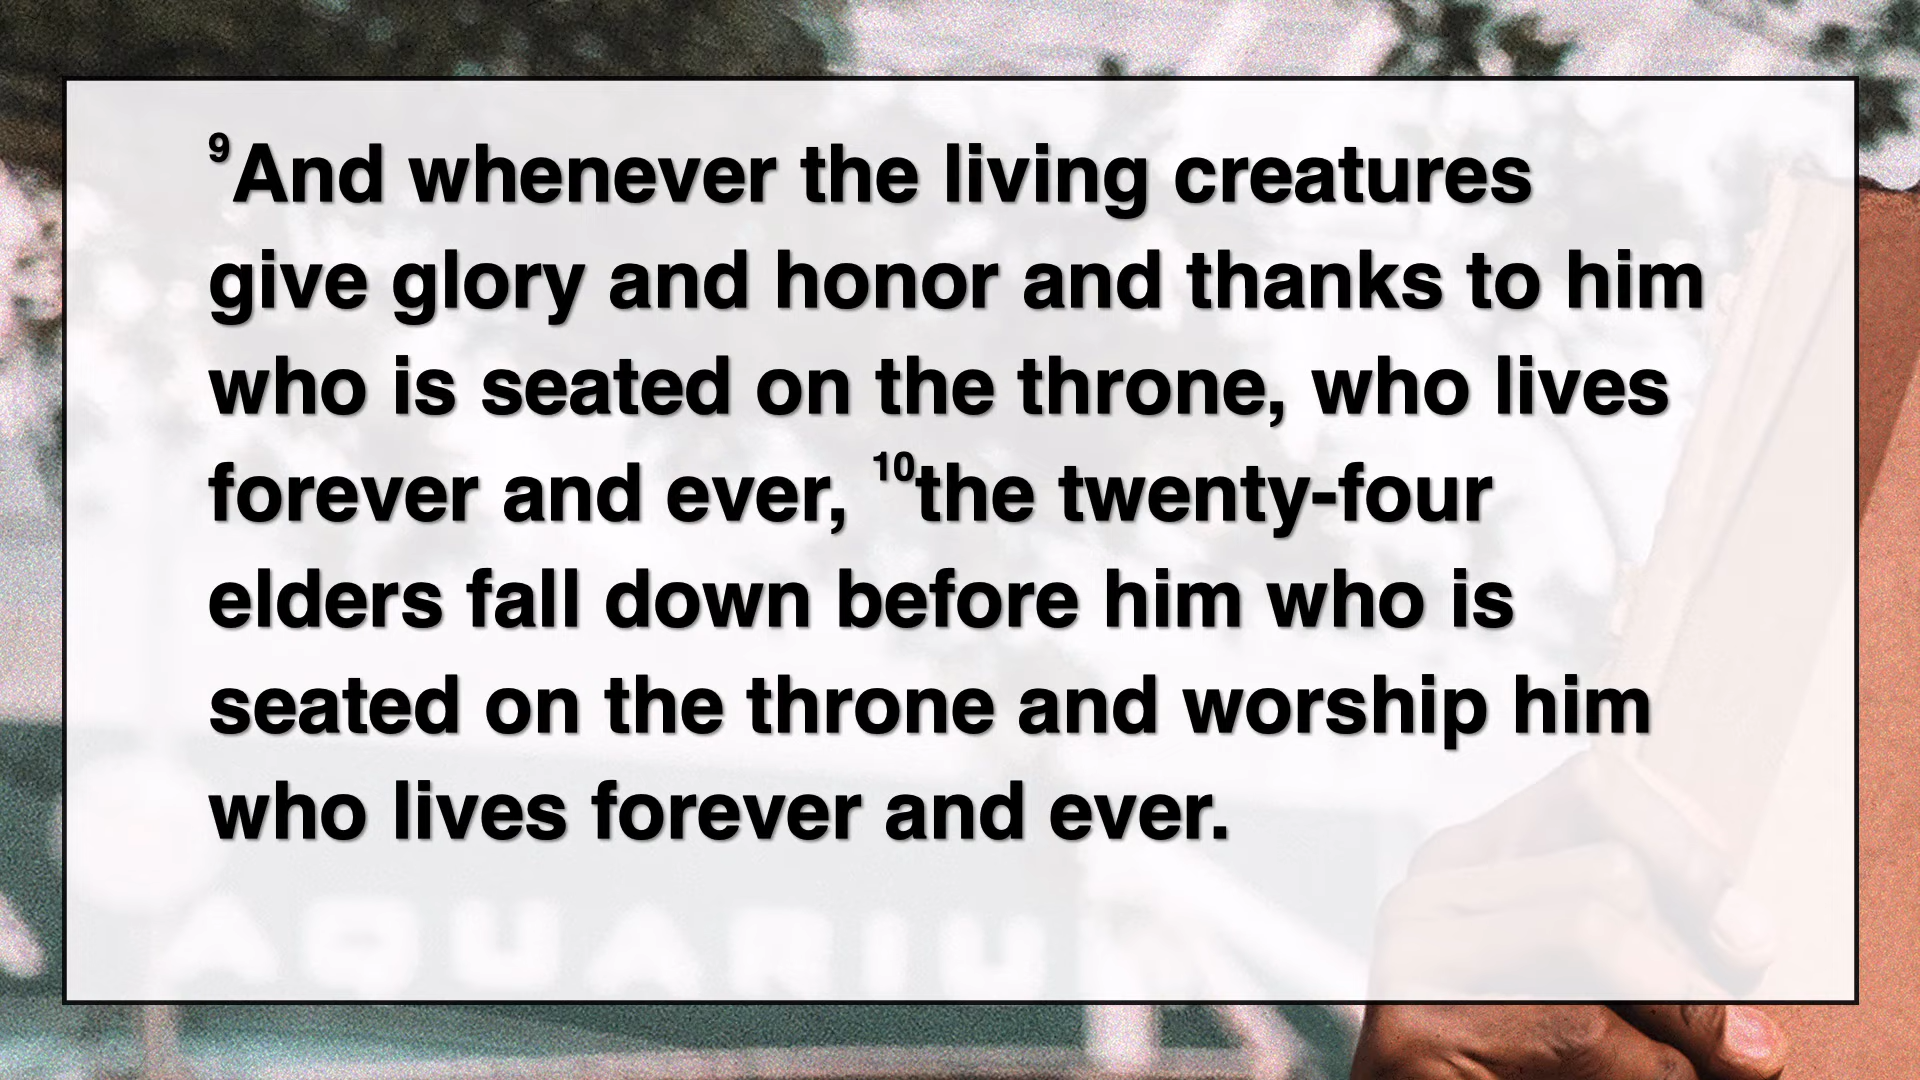 ⁹And whenever the living creatures
give glory and honor and thanks to him
who is seated on the throne, who lives
forever and ever, ¹⁰the twenty-four
elders fall down before him who is
seated on the throne and worship him
who lives forever and ever.
AQUARIU